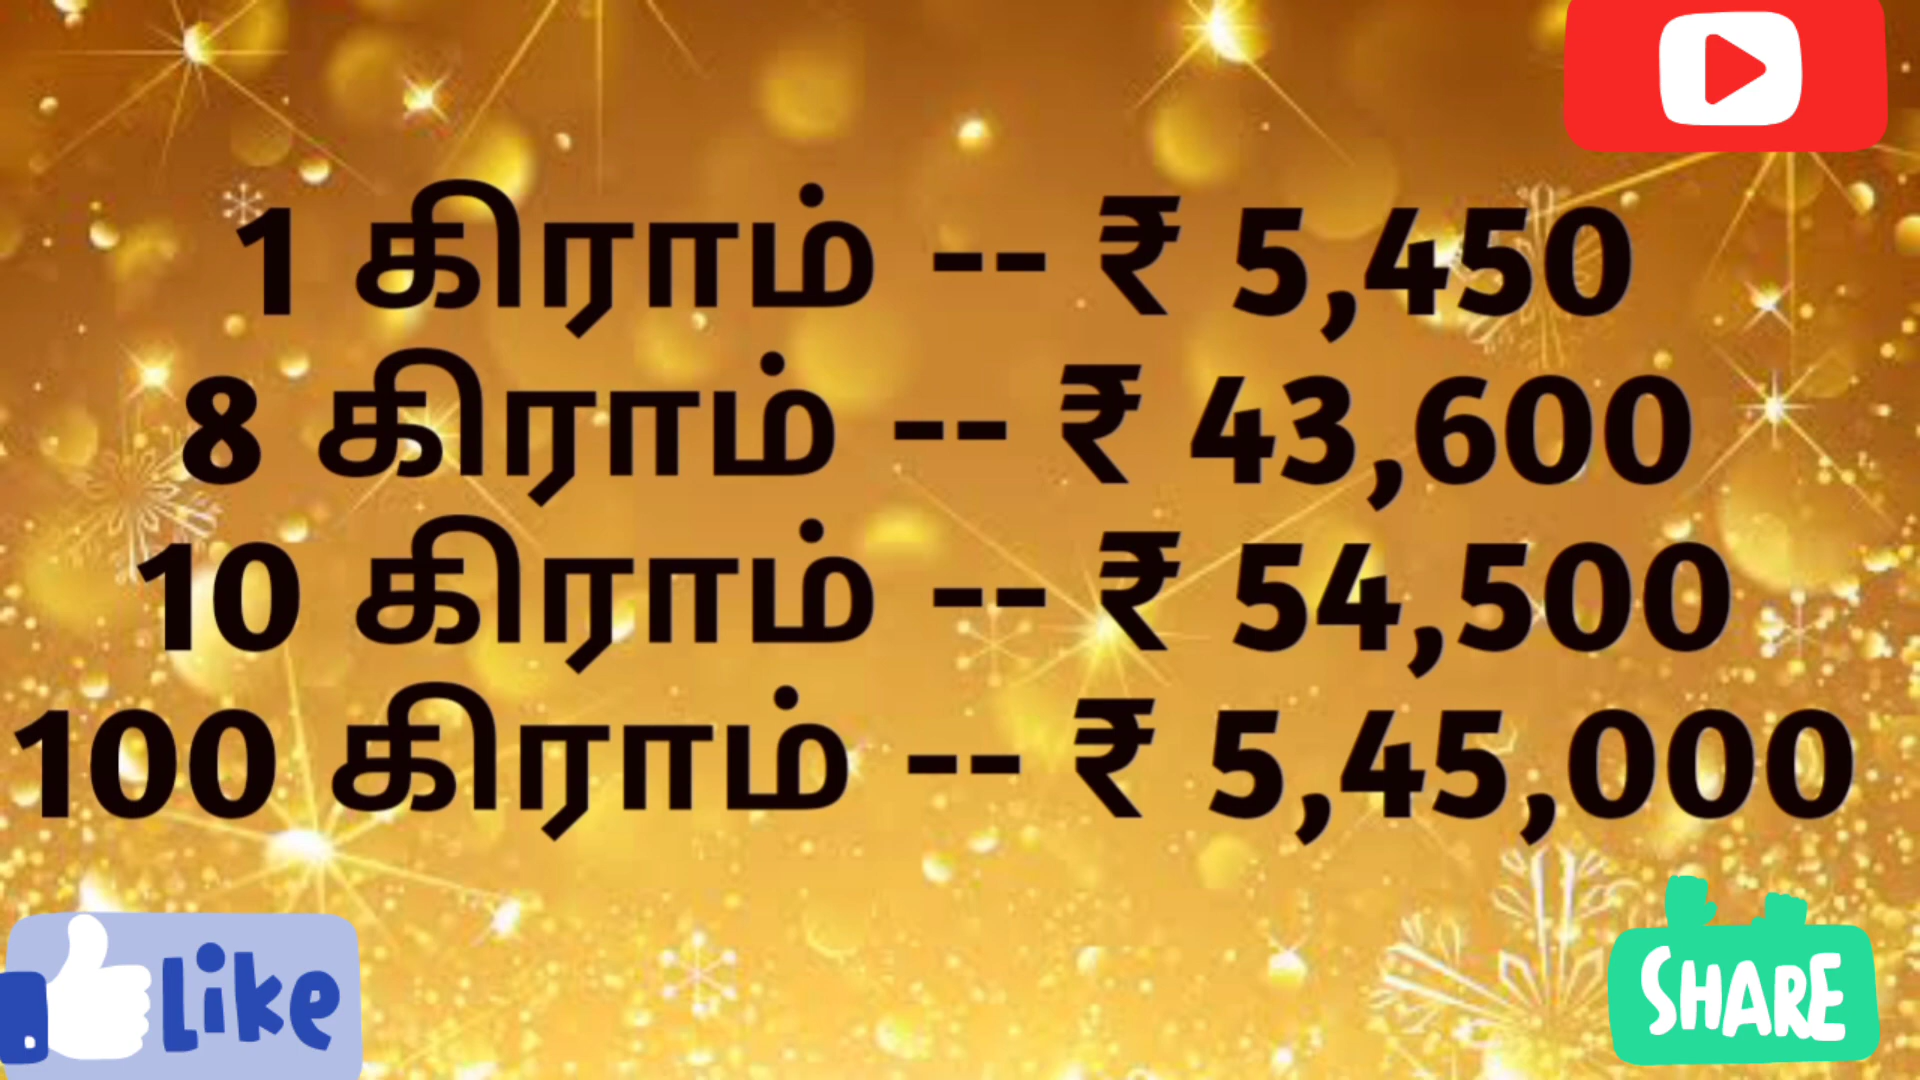 1 கிராம் -- ₹ 5,450
8 கிராம் -- ₹ 43,600
10 கிராம் -- ₹ 54,500
100 கிராம் -- ₹ 5,45,000
Like
SHARE